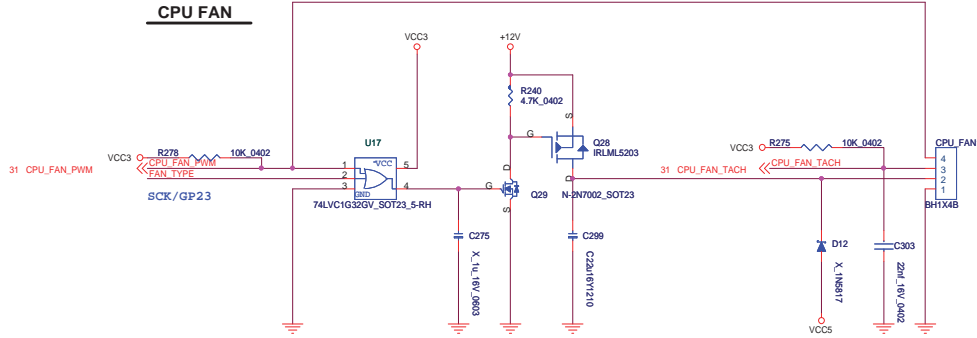 CPU FAN
VCC3
+12V
R240
4.7K_0402
S
G
Q28
IRLML5203
D
U17
VCC3
R278
10K_0402
31 CPU_FAN_PWM
CPU_FAN_PWM
FAN_TYPE
SCK/GP23
1
2
3
VCC
GND
5
4
74LVC1G32GV_SOT23_5-RH
G
D
S
Q29
N-2N7002_SOT23
C275
X_1u_16V_0603
C299
C22u16Y1210
VCC3
R275
10K_0402
31 CPU_FAN_TACH
CPU_FAN_TACH
CPU_FAN
4
3
2
1
BH1X4B
D12
X_1N5817
VCC5
C303
22nf_16V_0402